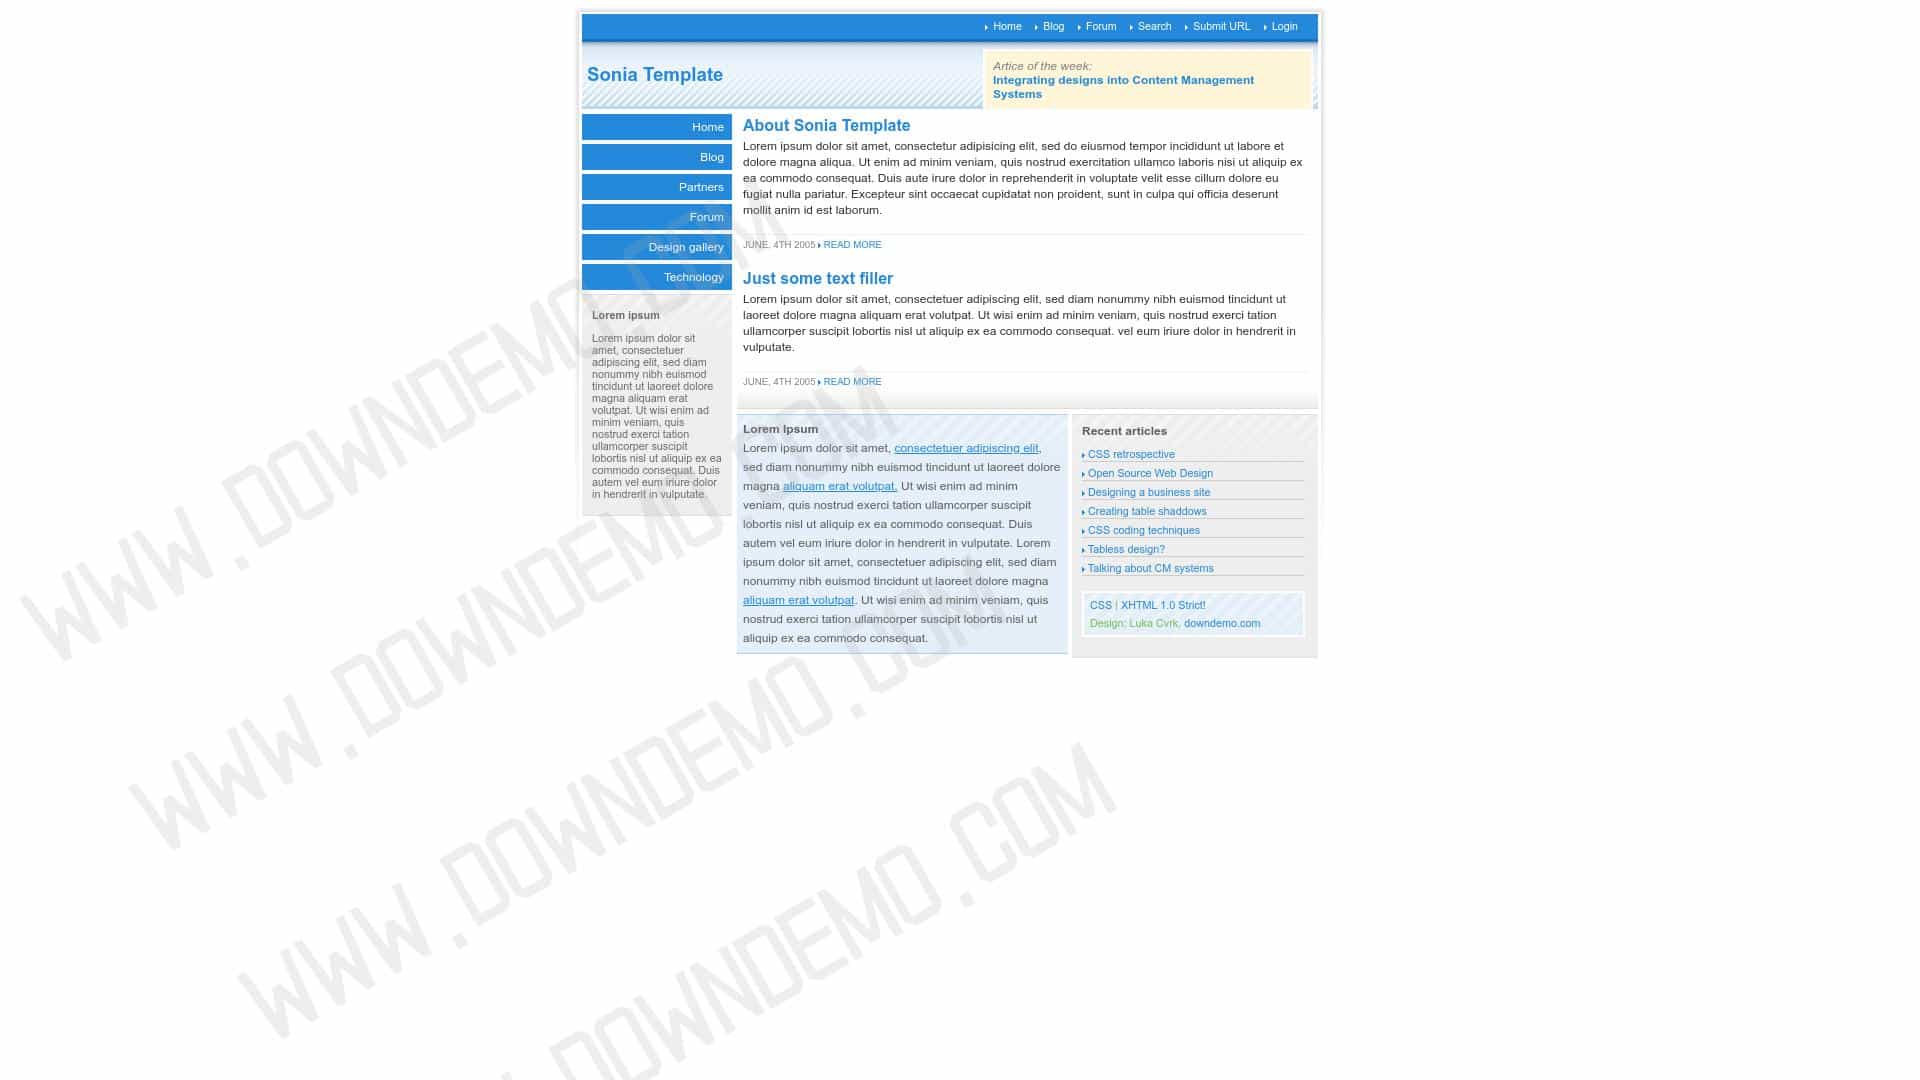 Home Blog Forum Search Submit URL Login
Sonia Template
Artice of the week:
Integrating designs into Content Management
Systems
Home
Blog
Partners
Forum
Design gallery
Technology
Lorem ipsum
Lorem ipsum dolor sit
amet, consectetuer
adipiscing elit, sed diam
nonummy nibh euismod
tincidunt ut laoreet dolore
magna aliquam erat
volutpat. Ut wisi enim ad
minim veniam, quis
nostrud exerci tation
ullamcorper suscipit
lobortis nisl ut aliquip ex ea
commodo consequat. Duis
autem vel eum iriure dolor
in hendrerit in vulputate.
About Sonia Template
Lorem ipsum dolor sit amet, consectetur adipisicing elit, sed do eiusmod tempor incididunt ut labore et
dolore magna aliqua. Ut enim ad minim veniam, quis nostrud exercitation ullamco laboris nisi ut aliquip ex
ea commodo consequat. Duis aute irure dolor in reprehenderit in voluptate velit esse cillum dolore eu
fugiat nulla pariatur. Excepteur sint occaecat cupidatat non proident, sunt in culpa qui officia deserunt
mollit anim id est laborum.
JUNE, 4TH 2005 READ MORE
Just some text filler
Lorem ipsum dolor sit amet, consectetuer adipiscing elit, sed diam nonummy nibh euismod tincidunt ut
laoreet dolore magna aliquam erat volutpat. Ut wisi enim ad minim veniam, quis nostrud exerci tation
ullamcorper suscipit lobortis nisl ut aliquip ex ea commodo consequat. vel eum iriure dolor in hendrerit in
vulputate.
JUNE, 4TH 2005 READ MORE
Lorem Ipsum
Lorem ipsum dolor sit amet, consectetuer adipiscing elit,
sed diam nonummy nibh euismod tincidunt ut laoreet dolore
magna aliquam erat volutpat. Ut wisi enim ad minim
veniam, quis nostrud exerci tation ullamcorper suscipit
lobortis nisl ut aliquip ex ea commodo consequat. Duis
autem vel eum iriure dolor in hendrerit in vulputate. Lorem
ipsum dolor sit amet, consectetuer adipiscing elit, sed diam
nonummy nibh euismod tincidunt ut laoreet dolore magna
aliquam erat volutpat. Ut wisi enim ad minim veniam, quis
nostrud exerci tation ullamcorper suscipit lobortis nisl ut
aliquip ex ea commodo consequat.
Recent articles
CSS retrospective
Open Source Web Design
Designing a business site
Creating table shaddows
CSS coding techniques
Tabless design?
Talking about CM systems
CSS | XHTML 1.0 Strict!
Design: Luka Cvrk, downdemo.com
WWW.DOWNDEMO.COM
WWW.DOWNDEMO.COM
WWW.DOWNDEMO.COM
.DOWNDEMO.COM